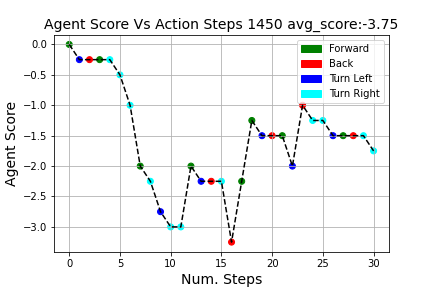 Agent Score Vs Action Steps 1450 avg_score:-3.75
Forward
Back
Turn Left
Turn Right
Agent Score
0.0
−0.5
−1.0
−1.5
−2.0
−2.5
−3.0
0 5 10 15 20 25 30
Num. Steps